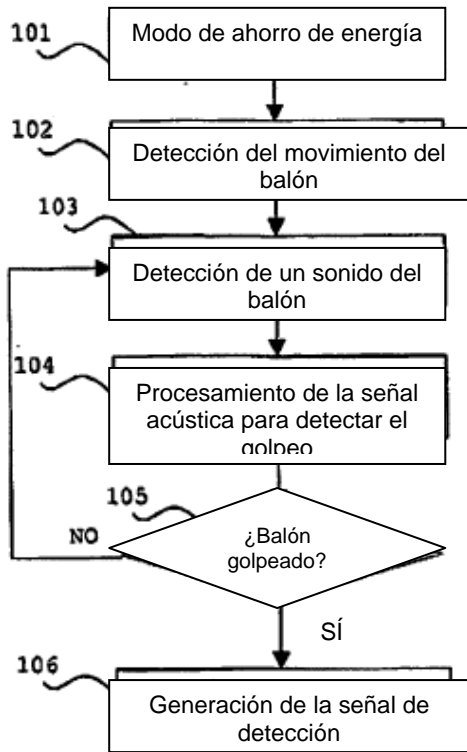 101
Modo de ahorro de energía
102
Detección del movimiento del
balón
103
Detección de un sonido del
balón
104
Procesamiento de la señal
acústica para detectar el
golpeo
105
¿Balón
golpeado?
NO
SÍ
106
Generación de la señal de
detección